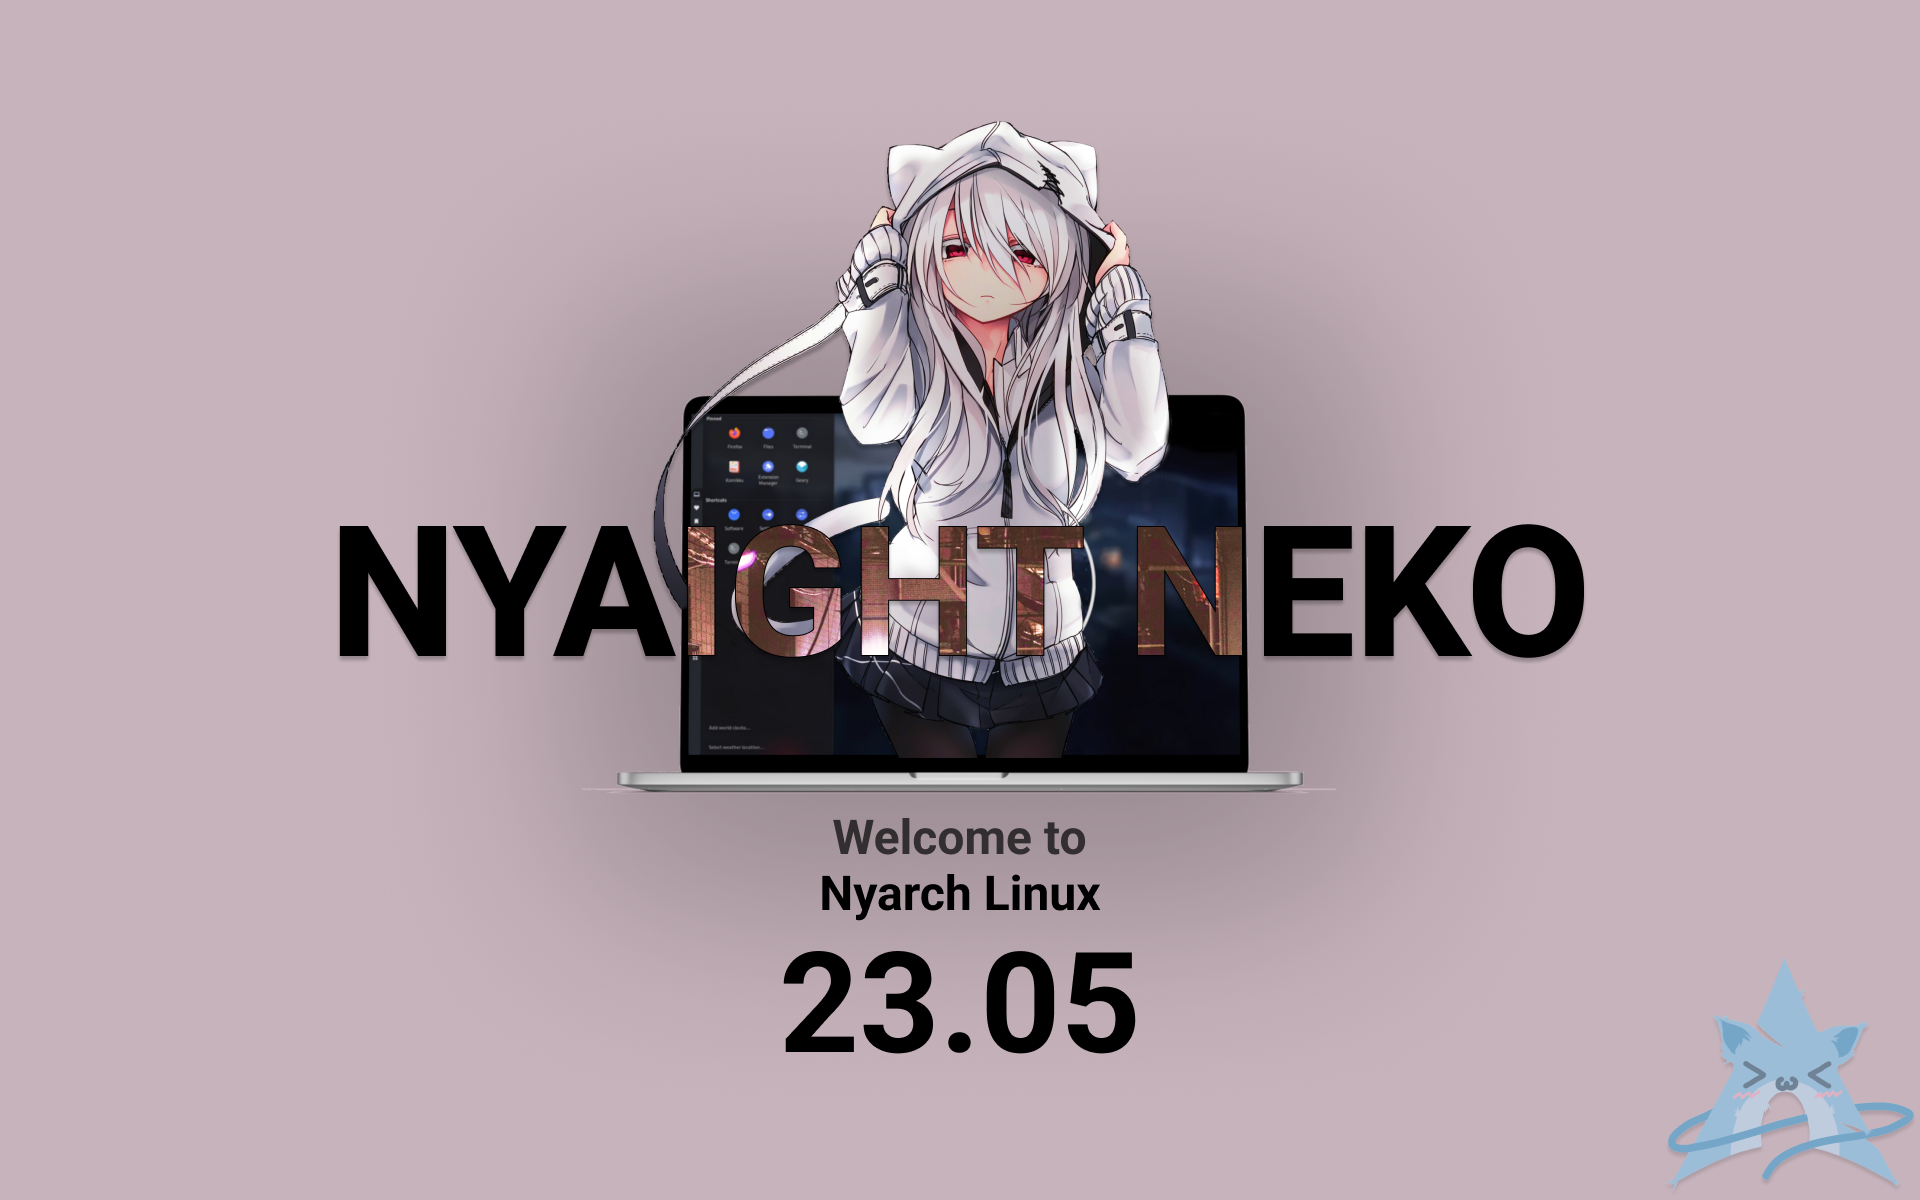 Pinned
Firefox
Files
Terminal
Komikku
Extension Manager
Geary
Shortcuts
Software
NYAIGHT NEKO
Add world clocks...
Select weather location...
Welcome to
Nyarch Linux
23.05